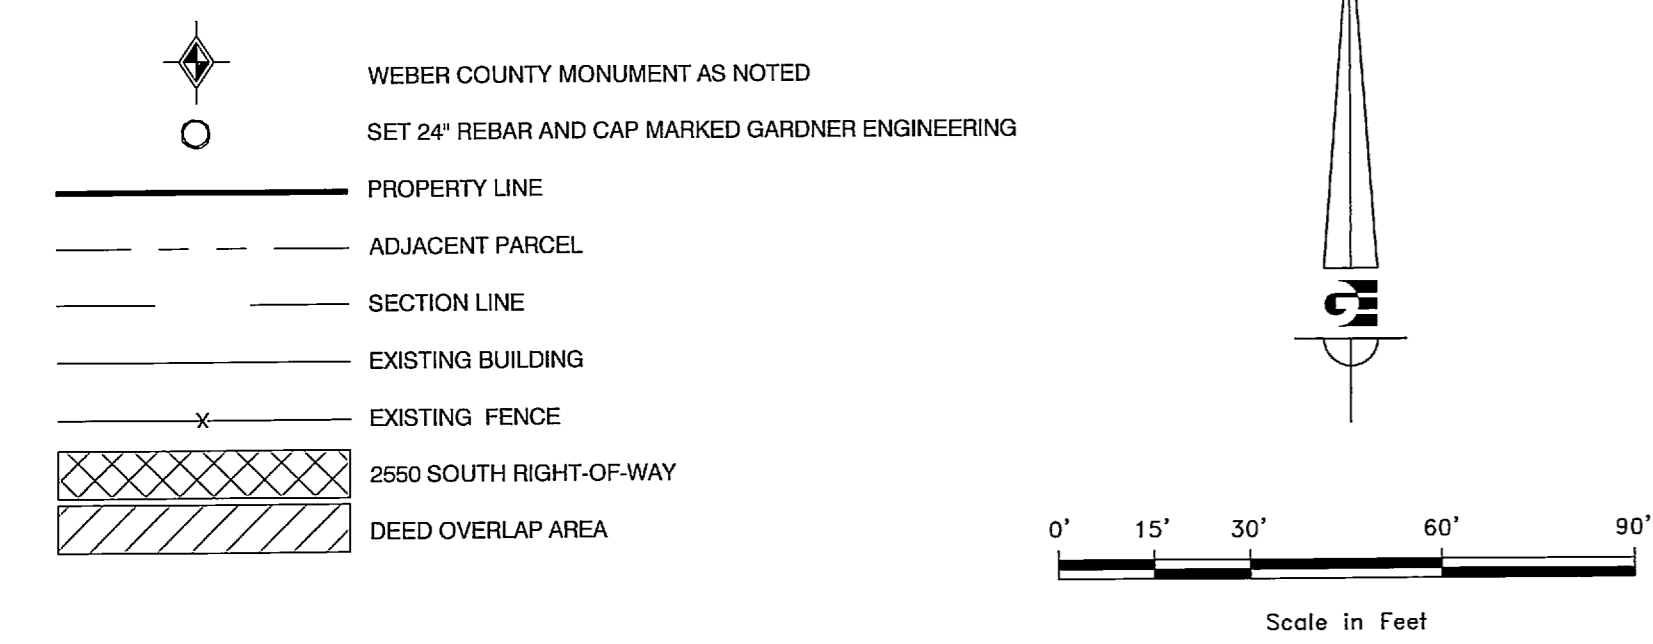 WEBER COUNTY MONUMENT AS NOTED
SET 24" REBAR AND CAP MARKED GARDNER ENGINEERING
PROPERTY LINE
ADJACENT PARCEL
SECTION LINE
EXISTING BUILDING
X
EXISTING FENCE
2550 SOUTH RIGHT-OF-WAY
DEED OVERLAP AREA
GE
0' 15' 30' 60' 90'
Scale in Feet